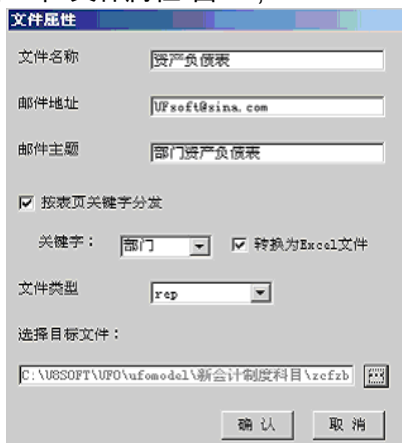 文件属性
文件名称 资产负债表
邮件地址 UFsoft@sina.com
邮件主题 部门资产负债表
按表页关键字分发
关键字： 部门 转换为Excel文件
文件类型 rep
选择目标文件：
C:\U8SOFT\UFO\ufomodel\新会计制度科目\zcfzb
确认 取消